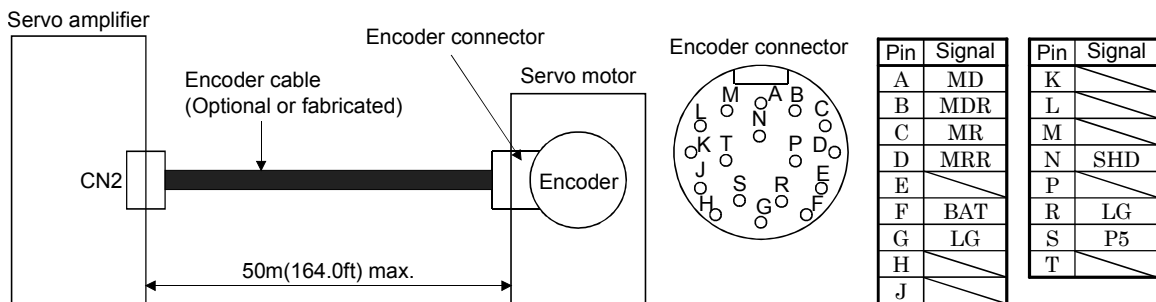 Servo amplifier
CN2
Encoder cable
(Optional or fabricated)
Encoder connector
Servo motor
Encoder
50m(164.0ft) max.
Encoder connector
M
A
B
L
N
C
K
T
P
D
J
S
R
E
H
G
F
Pin Signal
A MD
B MDR
C MR
D MRR
E
F BAT
G LG
H
J
Pin Signal
K
L
M
N SHD
P
R LG
S P5
T